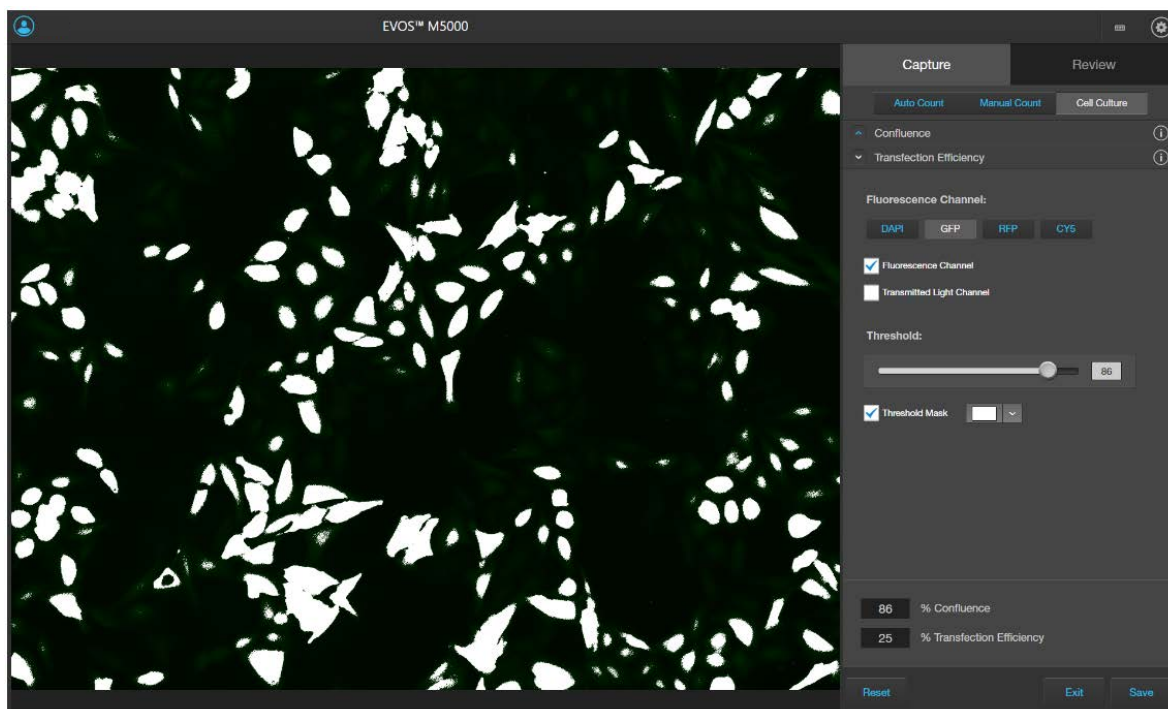 EVOS™ M5000
Capture Review
Auto Count Manual Count Cell Culture
Confluence
Transfection Efficiency
Fluorescence Channel:
DAPI GFP RFP CY5
Fluorescence Channel
Transmitted Light Channel
Threshold:
86
Threshold Mask
86 % Confluence
25 % Transfection Efficiency
Reset Exit Save